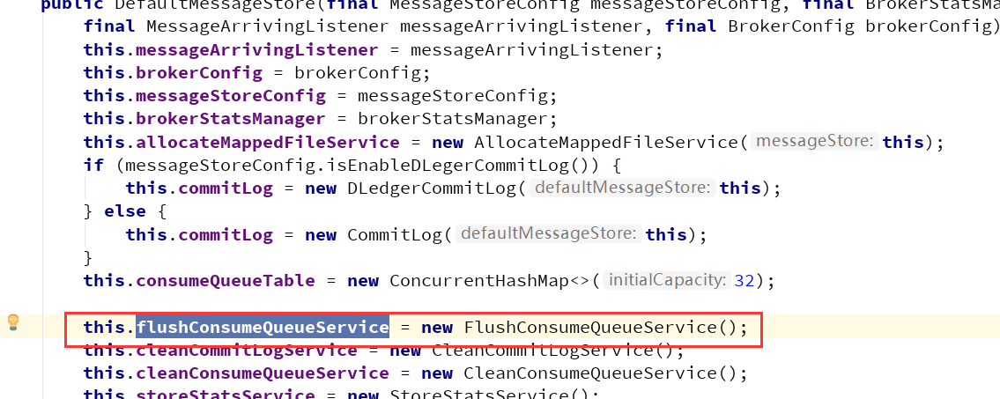 public DefaultMessageStore(final MessageStoreConfig messageStoreConfig, final BrokerStatsMa
final MessageArrivingListener messageArrivingListener, final BrokerConfig brokerConfig)
this.messageArrivingListener = messageArrivingListener;
this.brokerConfig = brokerConfig;
this.messageStoreConfig = messageStoreConfig;
this.brokerStatsManager = brokerStatsManager;
this.allocateMappedFileService = new AllocateMappedFileService( messageStore: this);
if (messageStoreConfig.isEnableDLegerCommitLog()) {
this.commitLog = new DLedgerCommitLog( defaultMessageStore: this);
} else {
this.commitLog = new CommitLog( defaultMessageStore: this);
}
this.consumeQueueTable = new ConcurrentHashMap<>( initialCapacity: 32);
this.flushConsumeQueueService = new FlushConsumeQueueService();
this.cleanCommitLogService = new CleanCommitLogService();
this.cleanConsumeQueueService = new CleanConsumeQueueService();
this.storeStatsService = new StoreStatsService();